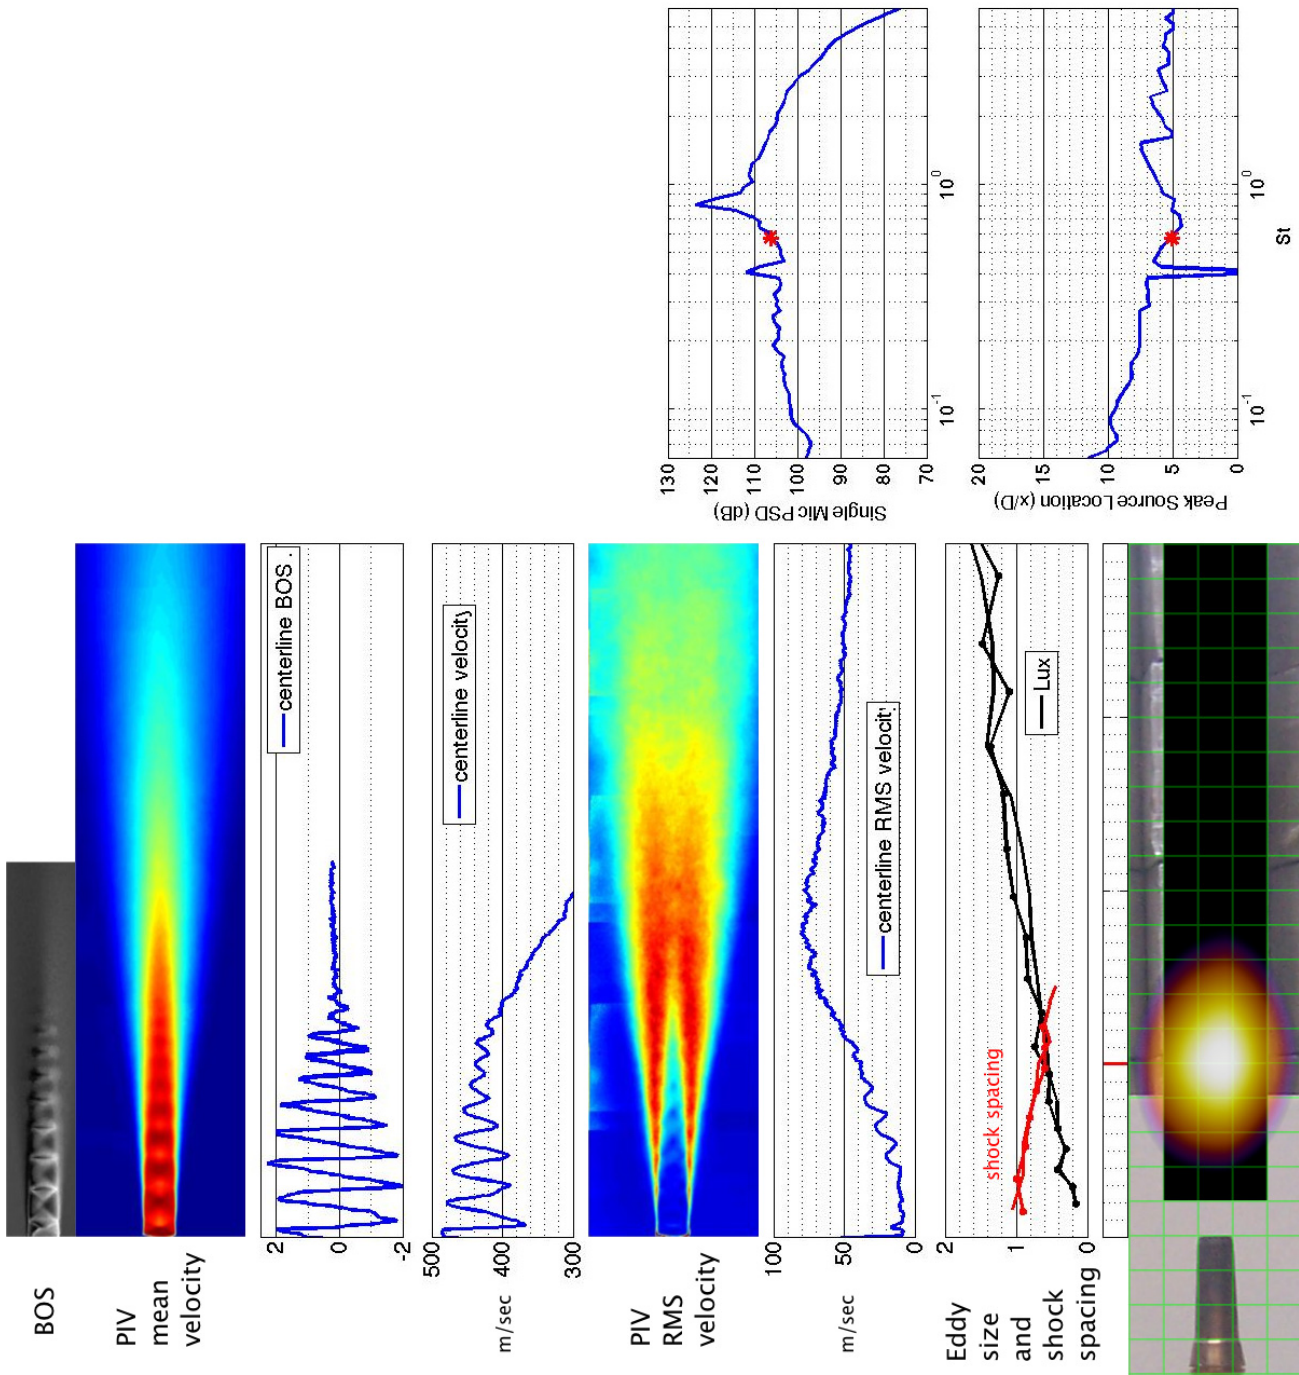 BOS
PIV
mean
velocity
centerline BOS.
2
0
-2
centerline velocity
500
400
300
m/sec
PIV
RMS
velocity
centerline RMS velocit
100
50
0
m/sec
Eddy
size
and
shock
spacing
2
1
0
shock spacing
Lux
130
120
110
100
90
80
70
Single Mic PSD (dB)
10^-1
10^0
20
15
10
5
0
Peak Source Location (x/D)
10^-1
10^0
St